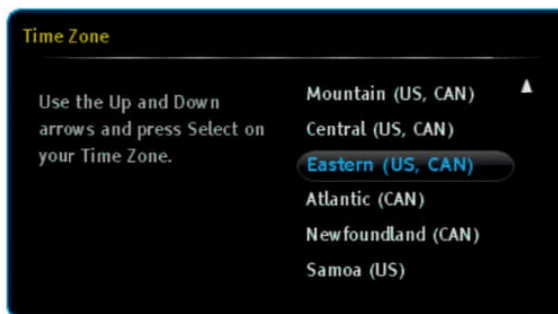 Time Zone
Use the Up and Down
arrows and press Select on
your Time Zone.
Mountain (US, CAN)
Central (US, CAN)
Eastern (US, CAN)
Atlantic (CAN)
Newfoundland (CAN)
Samoa (US)